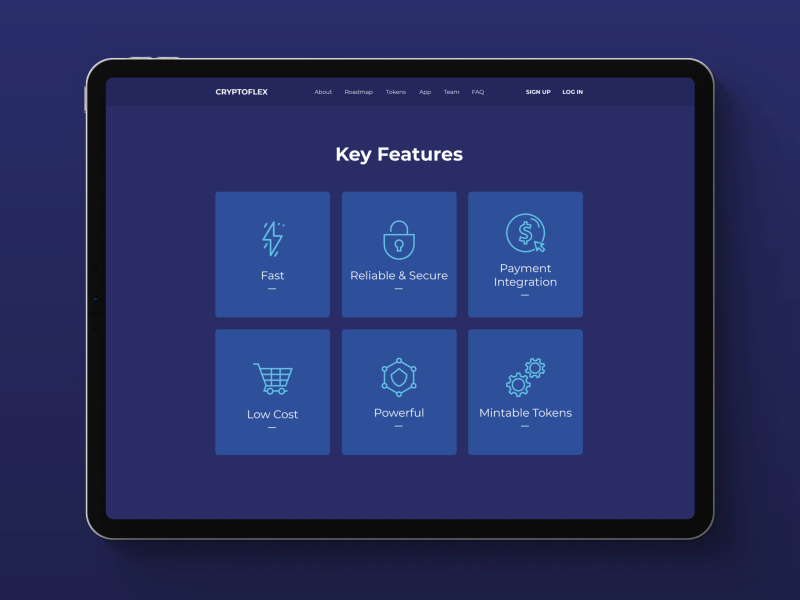 CRYPTOFLEX
About
Roadmap
Tokens
App
Team
FAQ
SIGN UP
LOG IN
Key Features
Fast
Reliable & Secure
Payment
Integration
Low Cost
Powerful
Mintable Tokens